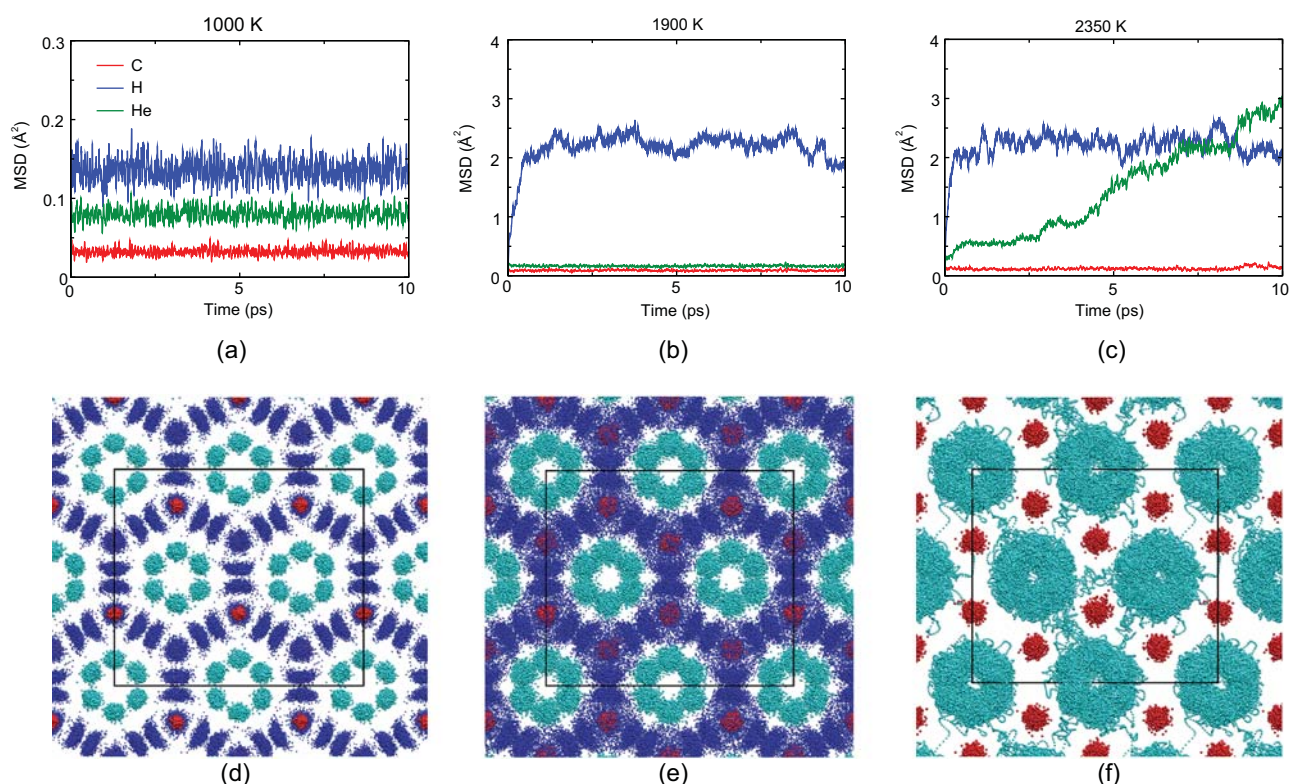 1000 K
0.3
0.2
0.1
0
MSD (Å²)
C
H
He
0
5
10
Time (ps)
(a)
1900 K
4
3
2
1
0
MSD (Å²)
0
5
10
Time (ps)
(b)
2350 K
4
3
2
1
0
MSD (Å²)
0
5
10
Time (ps)
(c)
(d)
(e)
(f)